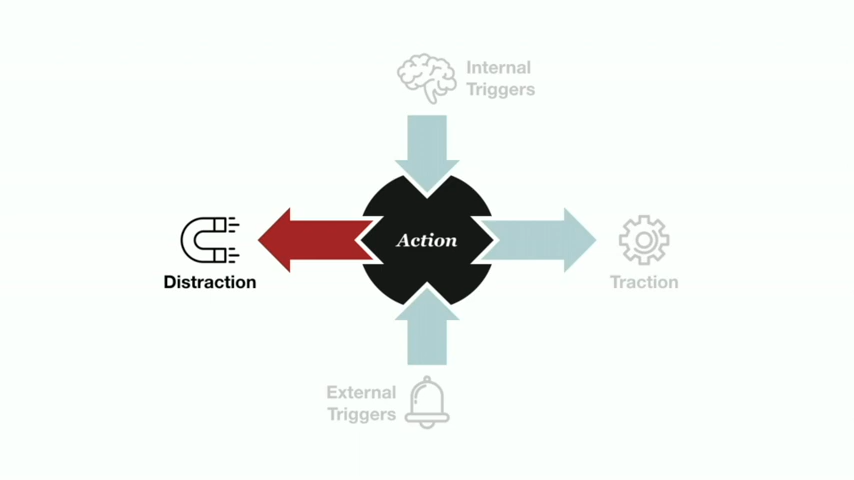 Internal
Triggers
Action
Distraction
Traction
External
Triggers